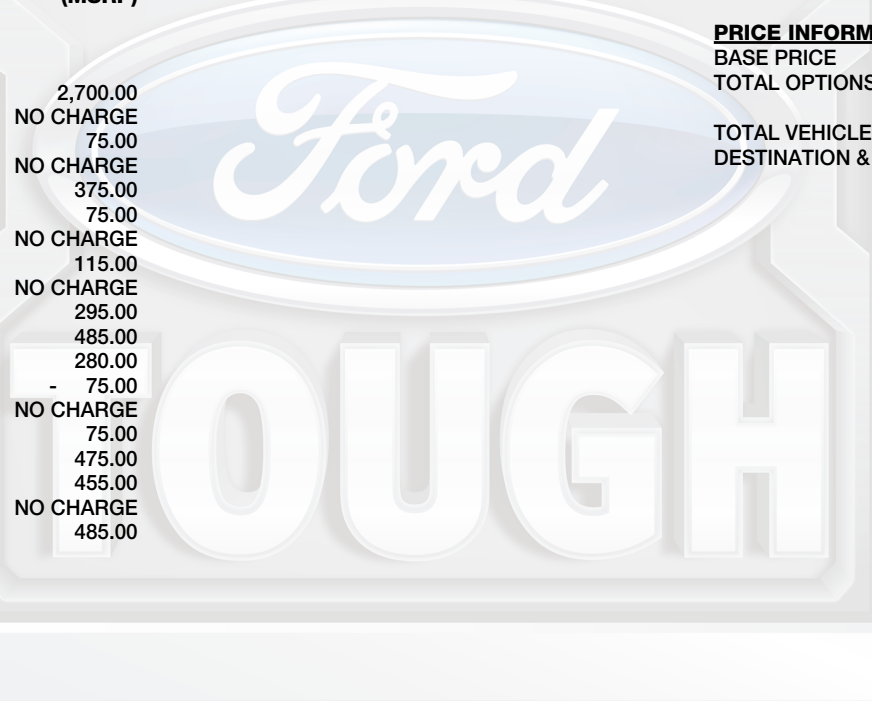 (MSRP)
2,700.00
NO CHARGE
75.00
NO CHARGE
375.00
75.00
NO CHARGE
115.00
NO CHARGE
295.00
485.00
280.00
- 75.00
NO CHARGE
75.00
475.00
455.00
NO CHARGE
485.00
PRICE INFORM
BASE PRICE
TOTAL OPTIONS
TOTAL VEHICLE
DESTINATION &
Ford
TOUGH